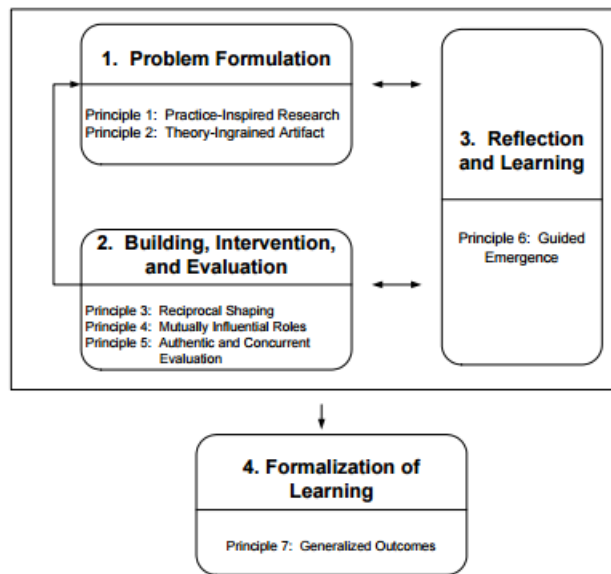 1. Problem Formulation
Principle 1: Practice-Inspired Research
Principle 2: Theory-Ingrained Artifact
2. Building, Intervention,
and Evaluation
Principle 3: Reciprocal Shaping
Principle 4: Mutually Influential Roles
Principle 5: Authentic and Concurrent
Evaluation
3. Reflection
and Learning
Principle 6: Guided
Emergence
4. Formalization of
Learning
Principle 7: Generalized Outcomes